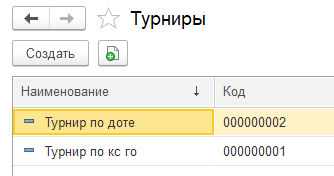 Турниры
Создать
Наименование ↓ Код
Турнир по доте 000000002
Турнир по кс го 000000001